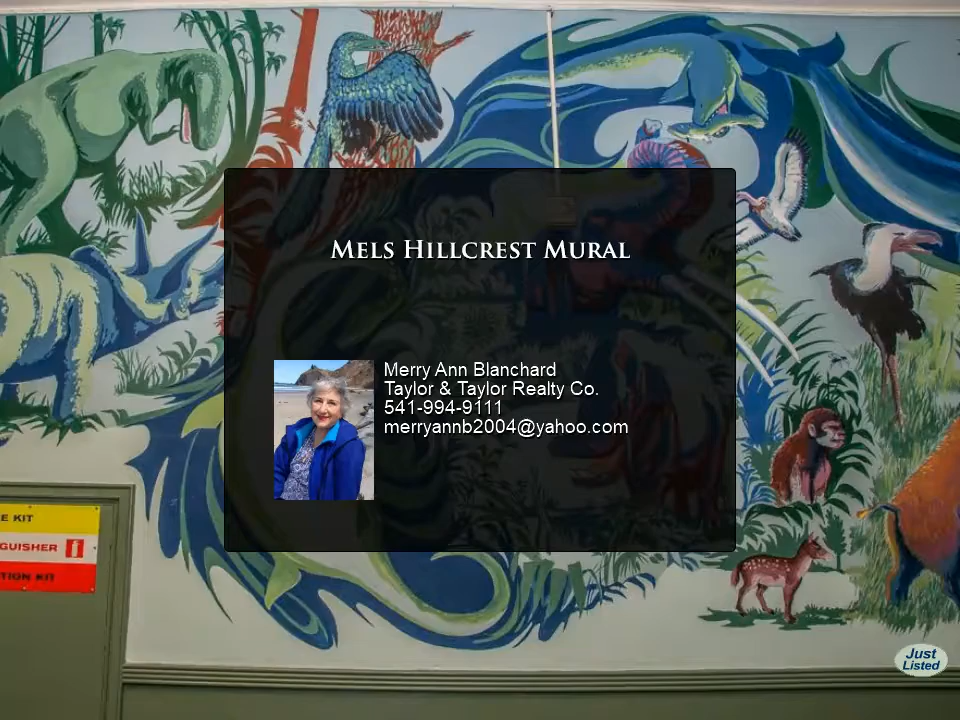 Mels Hillcrest Mural
Merry Ann Blanchard
Taylor & Taylor Realty Co.
541-994-9111
merryannb2004@yahoo.com
E KIT
GUISHER
TION KIT
Just
Listed